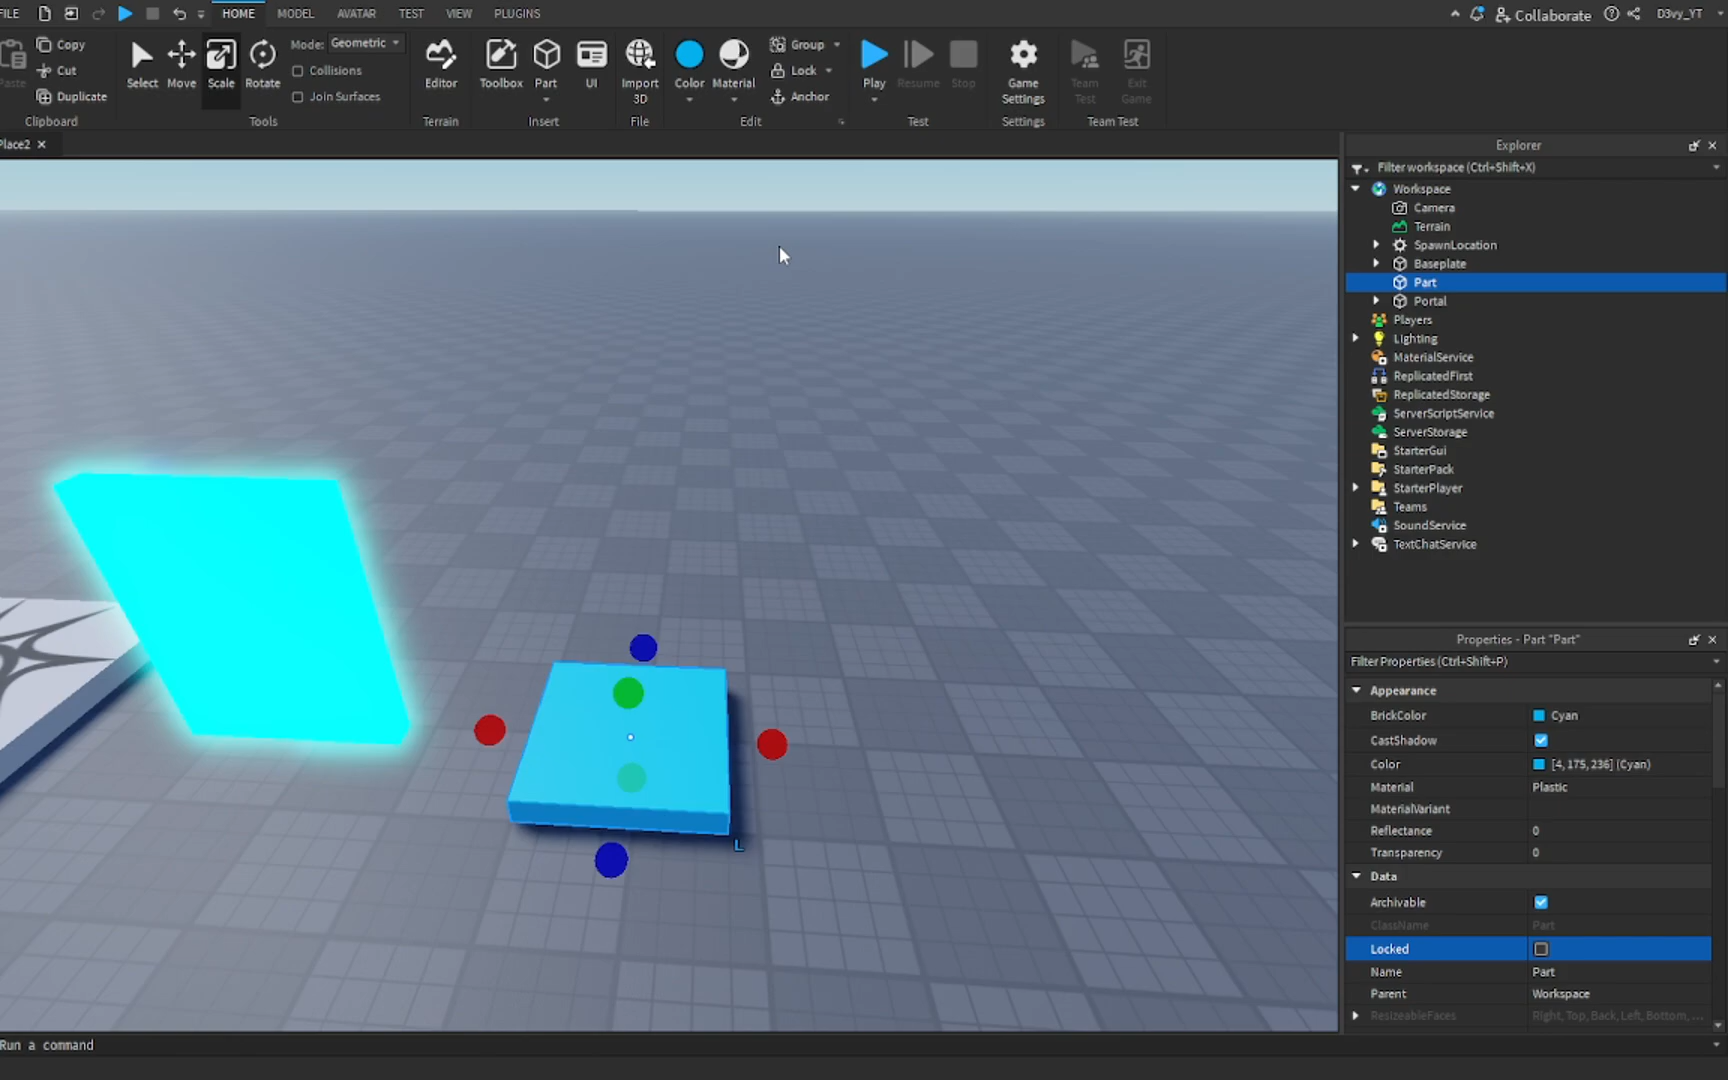 FILE
HOME
MODEL
AVATAR
TEST
VIEW
PLUGINS
Collaborate
D3vy_YT
Paste
Copy
Cut
Duplicate
Clipboard
Select
Move
Scale
Rotate
Mode: Geometric
Collisions
Join Surfaces
Tools
Editor
Terrain
Toolbox
Part
UI
Insert
Import
3D
File
Color
Material
Group
Lock
Anchor
Edit
Play
Resume
Stop
Test
Game
Settings
Settings
Team
Test
Exit
Game
Team Test
Place2
Explorer
Filter workspace (Ctrl+Shift+X)
Workspace
Camera
Terrain
SpawnLocation
Baseplate
Part
Portal
Players
Lighting
MaterialService
ReplicatedFirst
ReplicatedStorage
ServerScriptService
ServerStorage
StarterGui
StarterPack
StarterPlayer
Teams
SoundService
TextChatService
L
Properties - Part "Part"
Filter Properties (Ctrl+Shift+P)
Appearance
BrickColor Cyan
CastShadow
Color [4, 175, 236] (Cyan)
Material Plastic
MaterialVariant
Reflectance 0
Transparency 0
Data
Archivable
ClassName Part
Locked
Name Part
Parent Workspace
ResizeableFaces Right, Top, Back, Left, Bottom, ...
Run a command